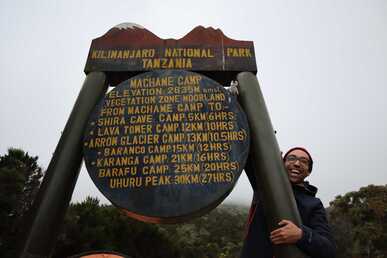 KILIMANJARO NATIONAL PARK
TANZANIA
MACHAME CAMP
ELEVATION: 2835m amsl
VEGETATION ZONE MOORLAND
FROM MACHAME CAMP TO:
SHIRA CAVE CAMP 5KM(6HRS)
• LAVA TOWER CAMP 12KM(10HRS)
• ARROW GLACIER CAMP 13KM(10.5HRS)
• BARANCO CAMP 15KM (12HRS)
• KARANGA CAMP: 21KM (16HRS)
BARAFU CAMP: 25KM (20HRS)
UHURU PEAK: 30KM (27HRS)